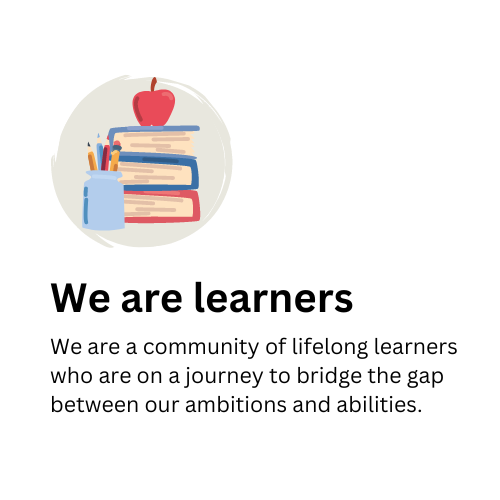 We are learners
We are a community of lifelong learners
who are on a journey to bridge the gap
between our ambitions and abilities.